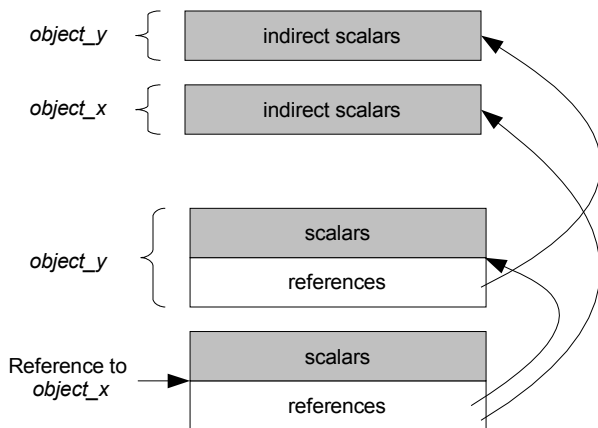 object_y
indirect scalars
object_x
indirect scalars
object_y
scalars
references
Reference to
object_x
scalars
references